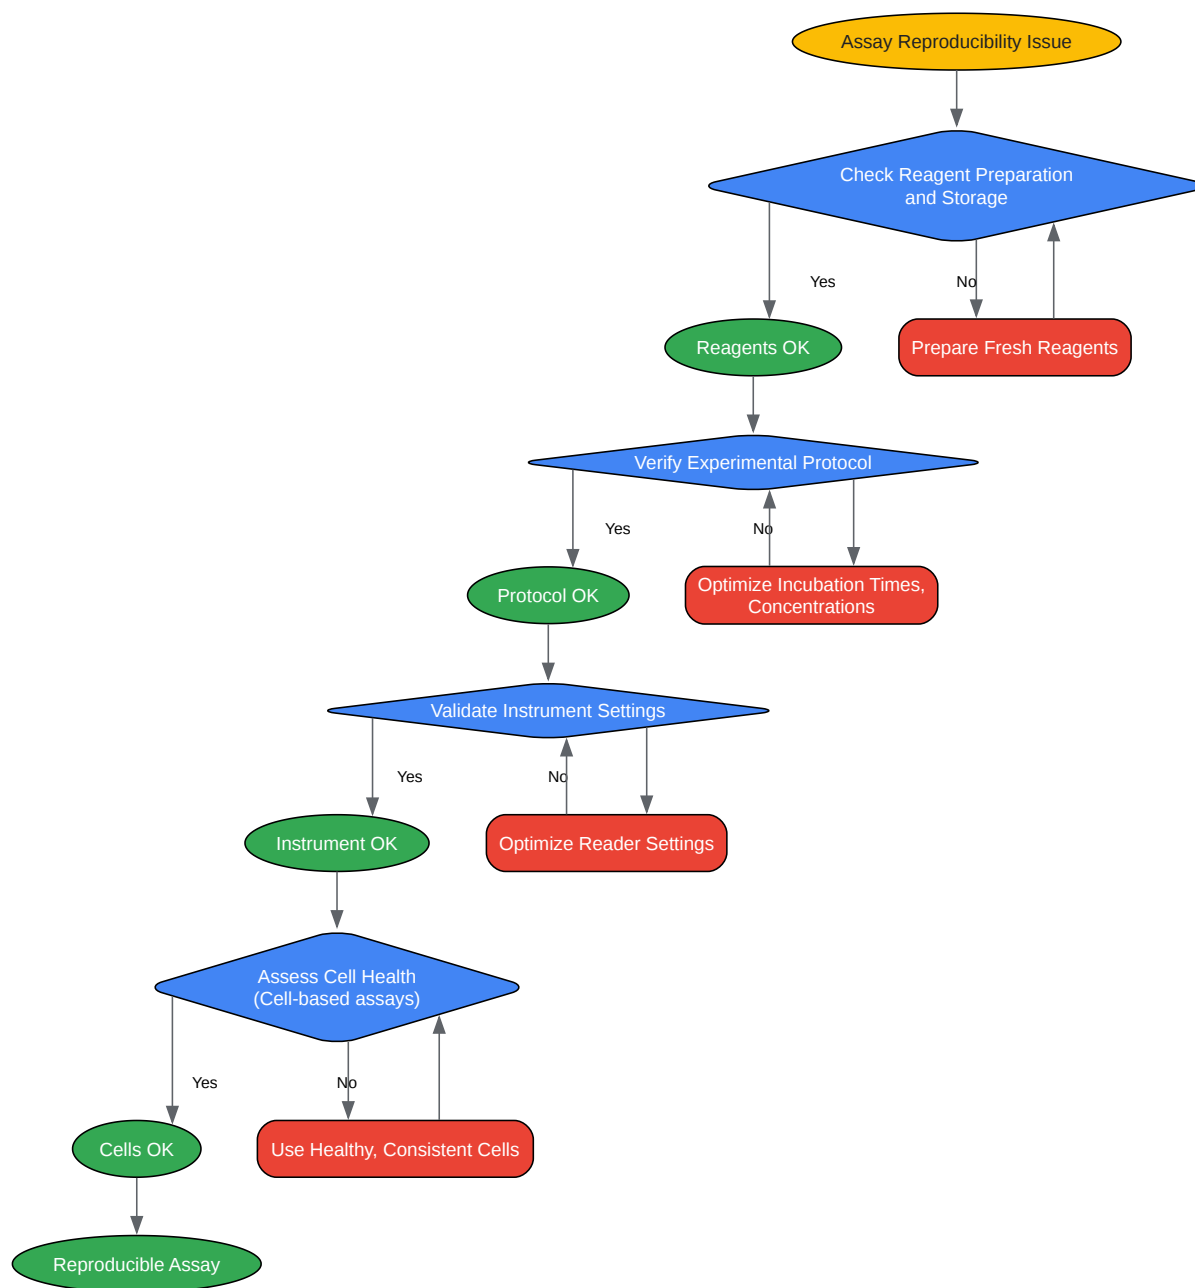 Assay Reproducibility Issue
Check Reagent Preparation
and Storage
Yes
No
Reagents OK
Prepare Fresh Reagents
Verify Experimental Protocol
Yes
No
Protocol OK
Optimize Incubation Times,
Concentrations
Validate Instrument Settings
Yes
No
Instrument OK
Optimize Reader Settings
Assess Cell Health
(Cell-based assays)
Yes
No
Cells OK
Use Healthy, Consistent Cells
Reproducible Assay